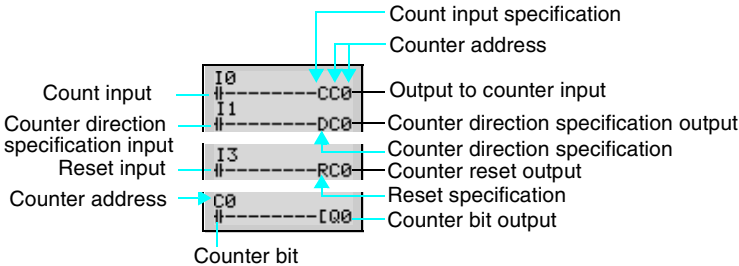 Count input specification
Counter address
I0
Count input ╫--------CC0 Output to counter input
I1
Counter direction specification input ╫--------DC0 Counter direction specification output
Counter direction specification
I3
Reset input ╫--------RC0 Counter reset output
Reset specification
Counter address C0
╫--------[Q0 Counter bit output
Counter bit